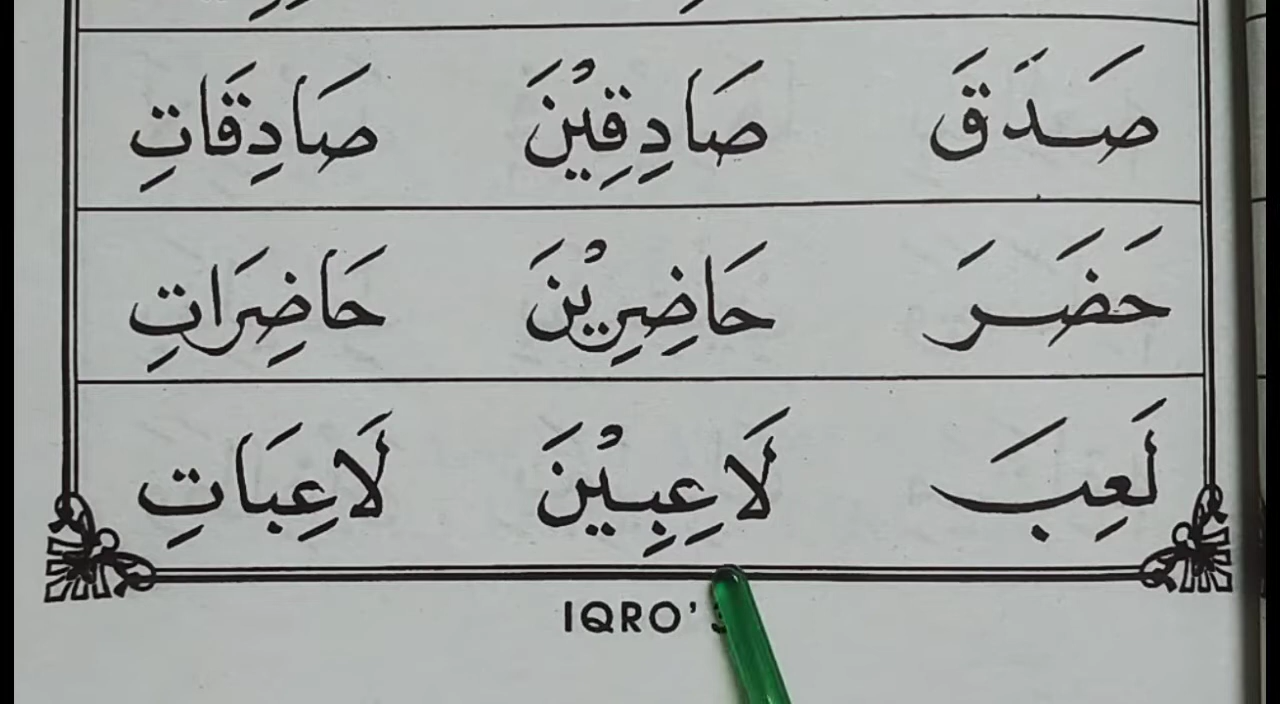 صَدَقَ صَادِقِيْنَ صَادِقَاتِ
حَضَرَ حَاضِرِيْنَ حَاضِرَاتِ
لَعِبَ لَاعِبِيْنَ لَاعِبَاتِ
IQRO'